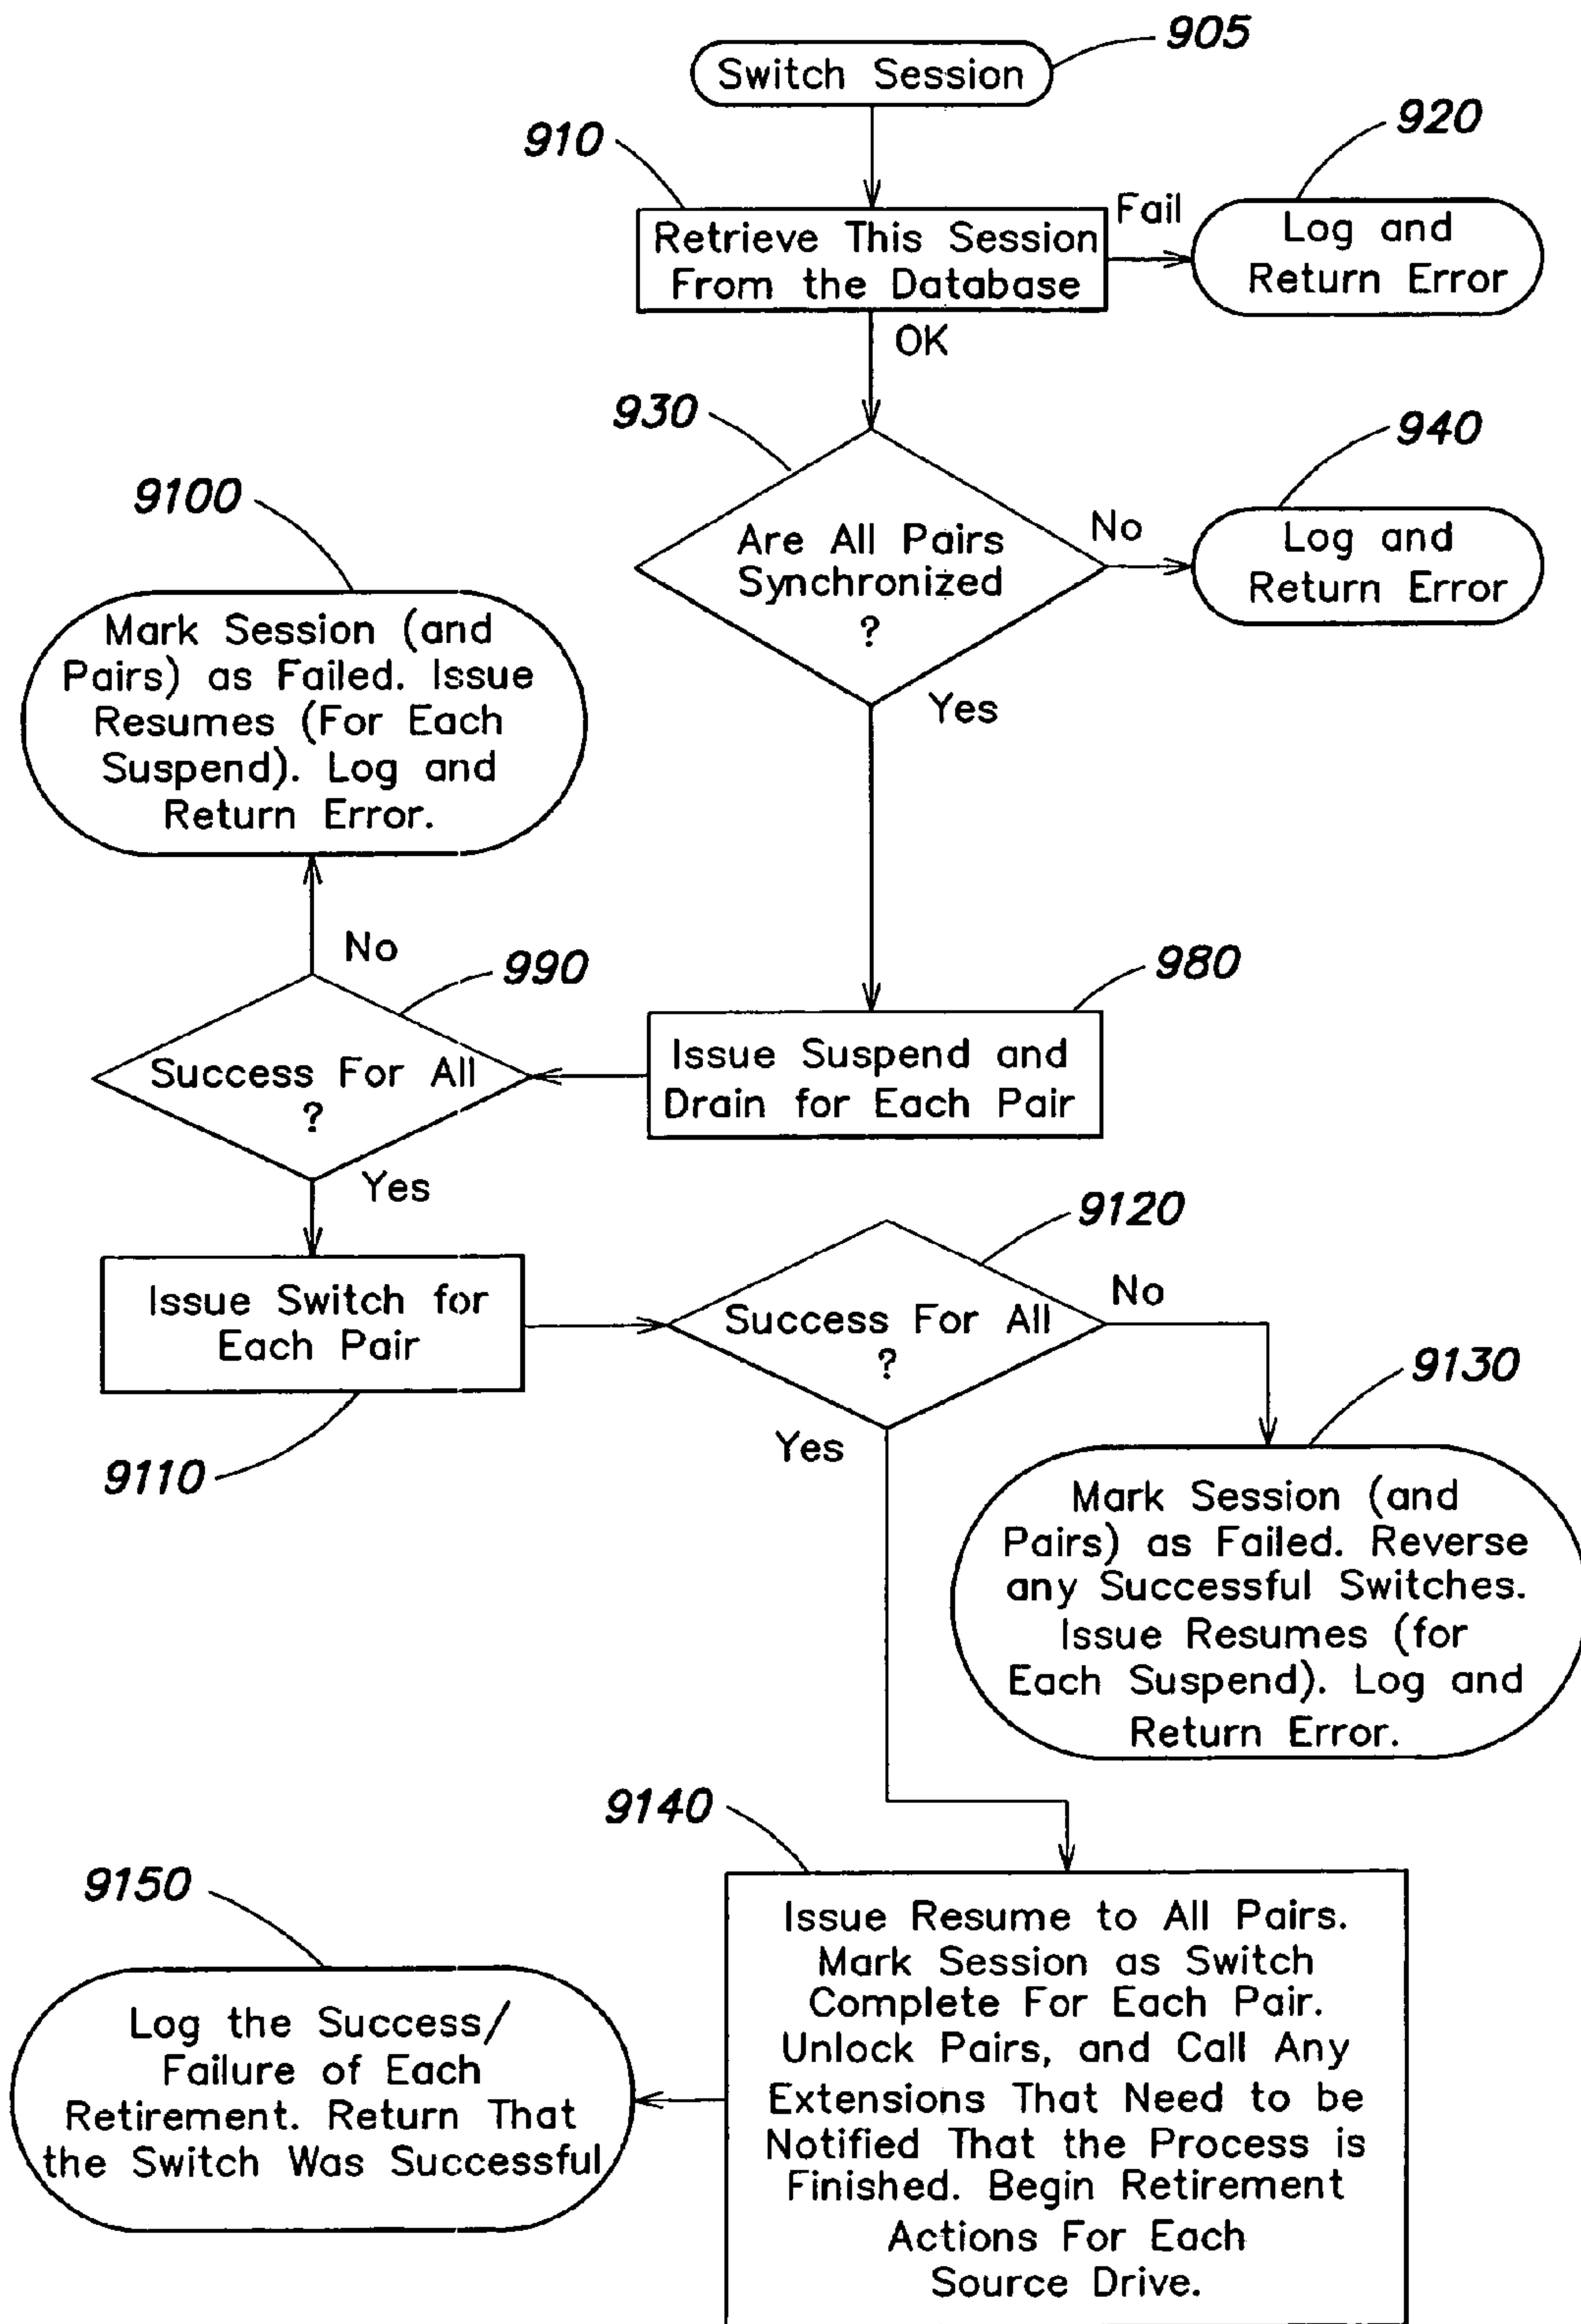 905
Switch Session
910
920
Retrieve This Session
From the Database
Fail
Log and
Return Error
OK
930
940
Are All Pairs
Synchronized
?
No
Log and
Return Error
Yes
9100
Mark Session (and
Pairs) as Failed. Issue
Resumes (For Each
Suspend). Log and
Return Error.
No
990
980
Success For All
?
Issue Suspend and
Drain for Each Pair
Yes
9120
Issue Switch for
Each Pair
Success For All
?
No
9110
Yes
9130
Mark Session (and
Pairs) as Failed. Reverse
any Successful Switches.
Issue Resumes (for
Each Suspend). Log and
Return Error.
9140
9150
Issue Resume to All Pairs.
Mark Session as Switch
Complete For Each Pair.
Unlock Pairs, and Call Any
Extensions That Need to be
Notified That the Process is
Finished. Begin Retirement
Actions For Each
Source Drive.
Log the Success/
Failure of Each
Retirement. Return That
the Switch Was Successful